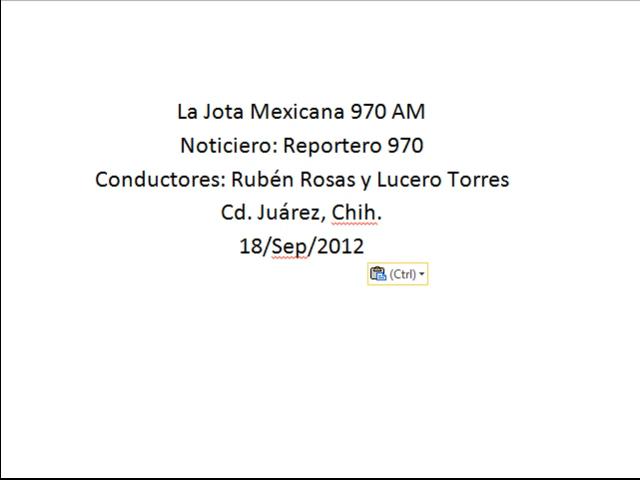 La Jota Mexicana 970 AM
Noticiero: Reportero 970
Conductores: Rubén Rosas y Lucero Torres
Cd. Juárez, Chih.
18/Sep/2012
(Ctrl)